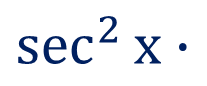 sec² x ·